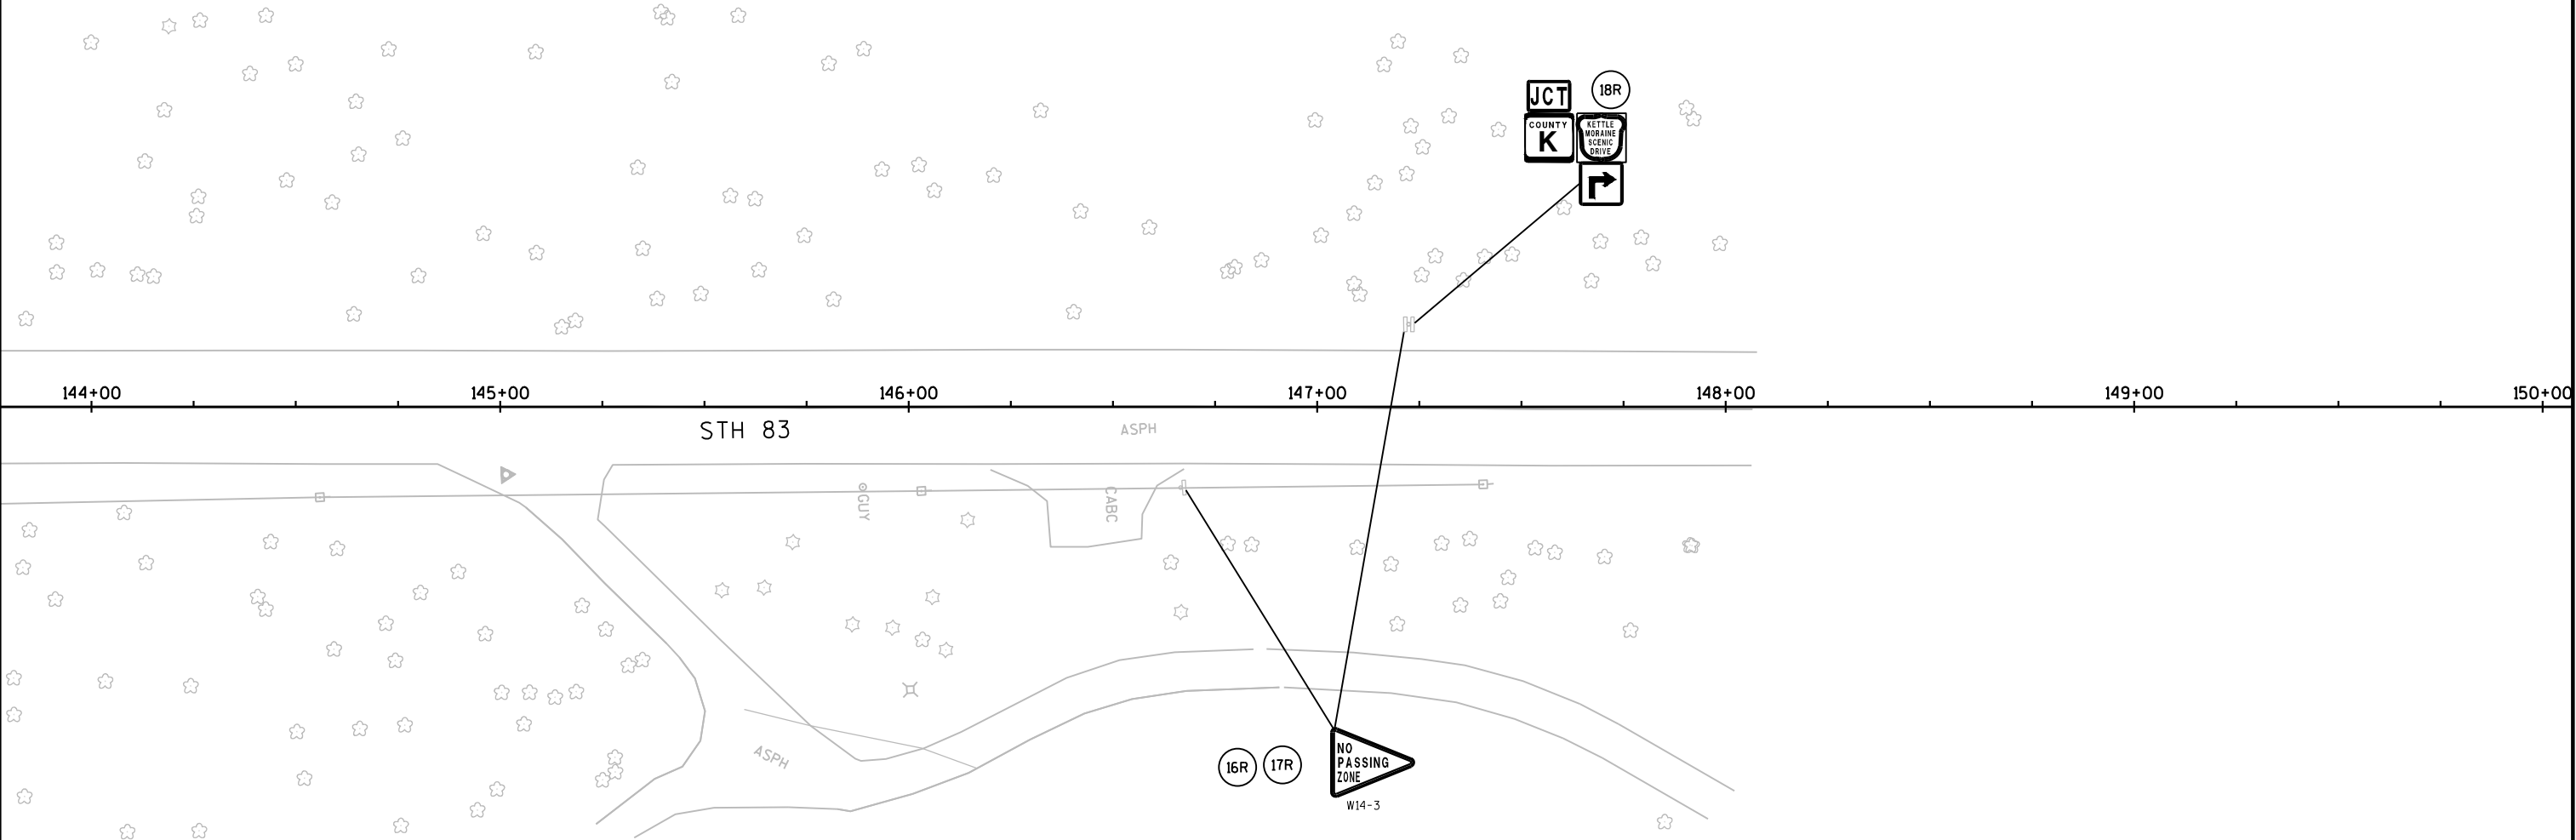 JCT
18R
COUNTY
K
KETTLE
MORAINE
SCENIC
DRIVE
144+00 145+00 146+00 147+00 148+00 149+00 150+00
STH 83
ASPH
GUY
CABC
ASPH
16R
17R
NO
PASSING
ZONE
W14-3